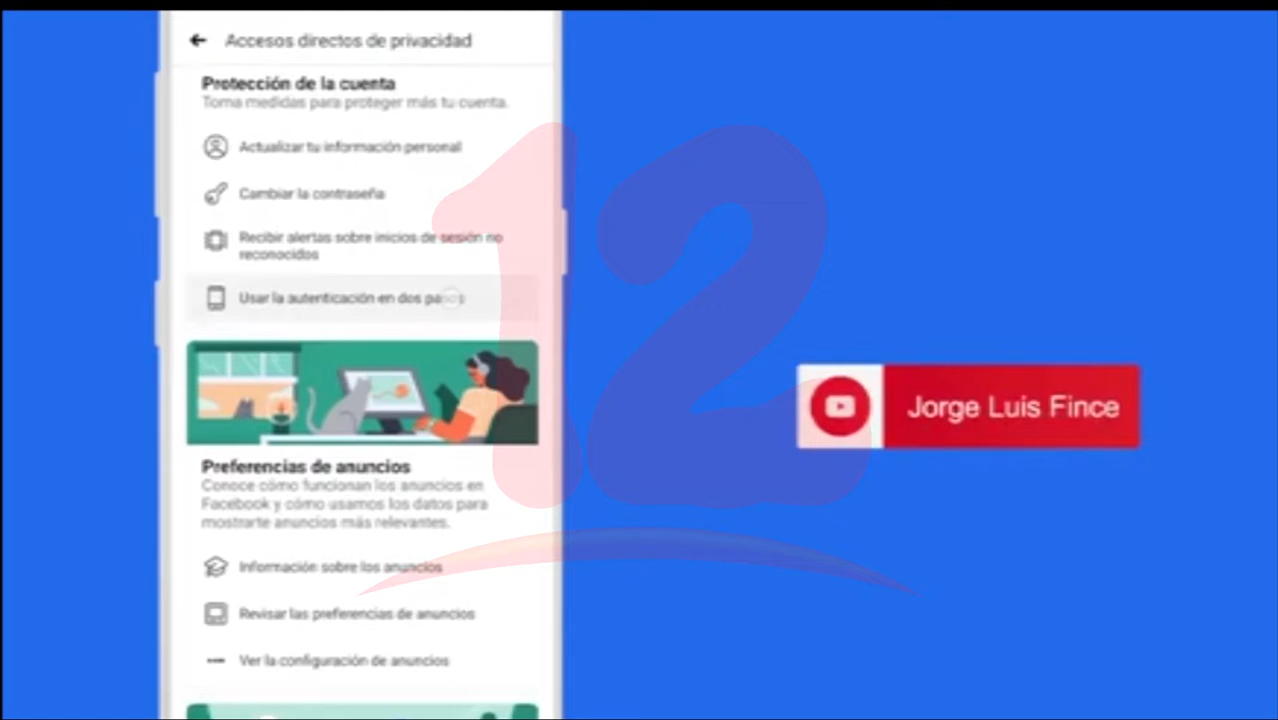 Accesos directos de privacidad
Protección de la cuenta
Toma medidas para proteger más tu cuenta.
Actualizar tu información personal
Cambiar la contraseña
Recibir alertas sobre inicios de sesión no
reconocidos
Usar la autenticación en dos pasos
Preferencias de anuncios
Conoce cómo funcionan los anuncios en
Facebook y cómo usamos los datos para
mostrarte anuncios más relevantes.
Información sobre los anuncios
Revisar las preferencias de anuncios
Ver la configuración de anuncios
12
Jorge Luis Fince